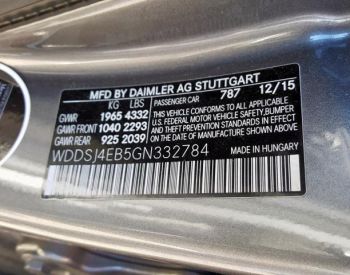 MFD BY DAIMLER AG STUTTGART
KG LBS PASSENGER CAR 787 12/15
GVWR 1965 4332
GAWR FRONT 1040 2293
GAWR REAR 925 2039
THIS VEHICLE CONFORMS TO ALL APPLICABLE
U.S. FEDERAL MOTOR VEHICLE SAFETY, BUMPER
AND THEFT PREVENTION STANDARDS IN EFFECT
ON THE DATE OF MANUFACTURE SHOWN ABOVE
WDDSJ4EB5GN332784
MADE IN HUNGARY